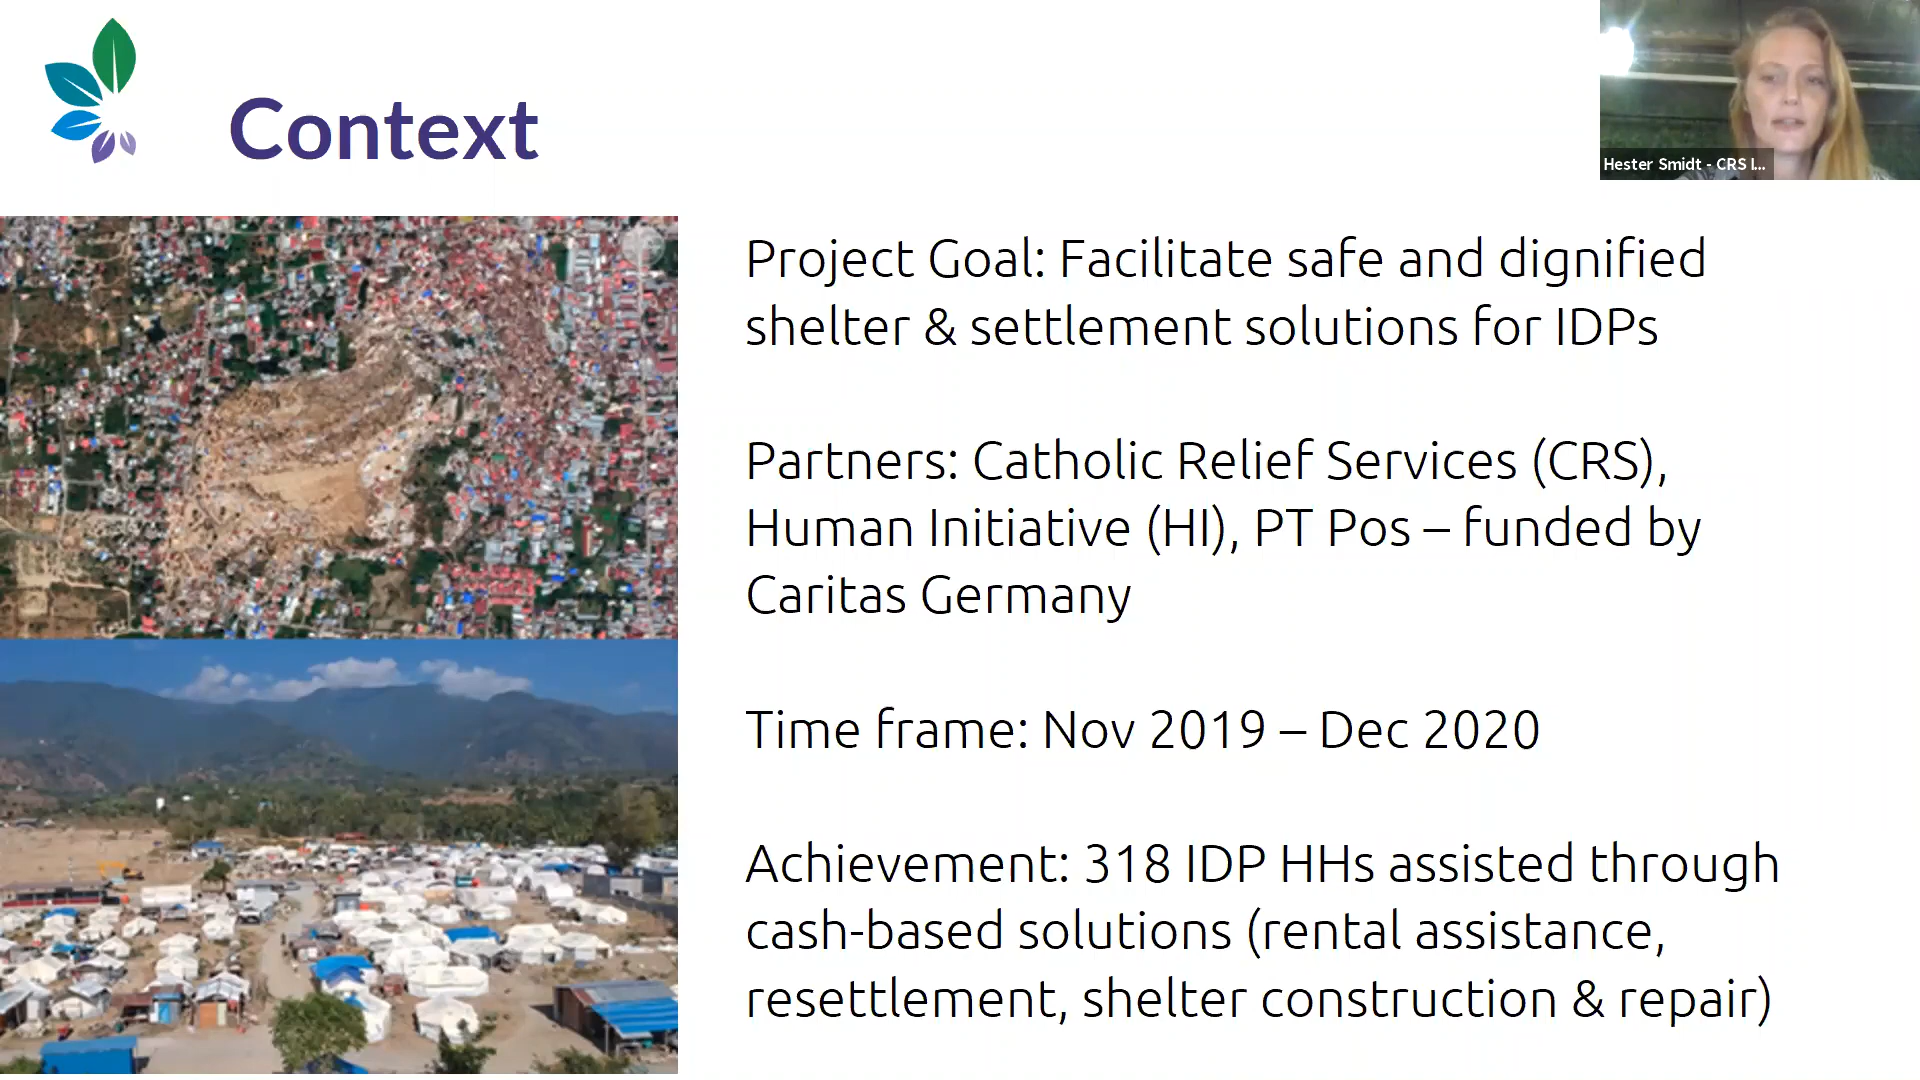 Context
Hester Smidt - CRS I...
Project Goal: Facilitate safe and dignified
shelter & settlement solutions for IDPs
Partners: Catholic Relief Services (CRS),
Human Initiative (HI), PT Pos – funded by
Caritas Germany
Time frame: Nov 2019 – Dec 2020
Achievement: 318 IDP HHs assisted through
cash-based solutions (rental assistance,
resettlement, shelter construction & repair)